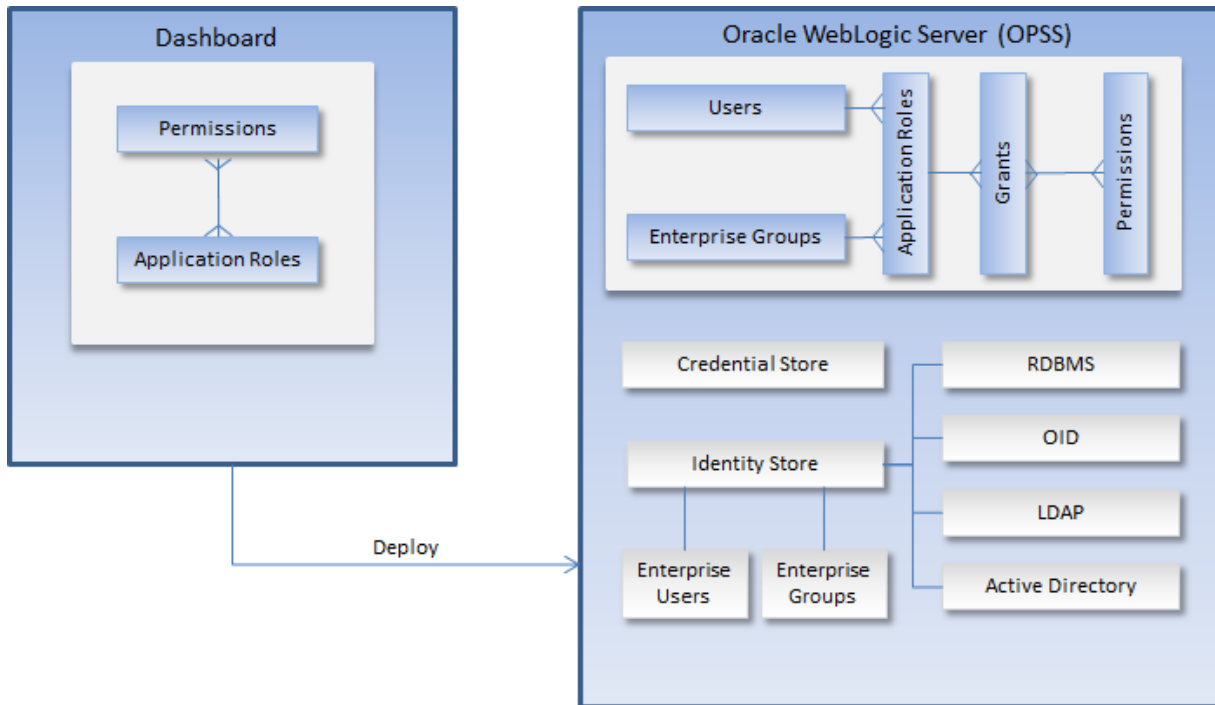 Dashboard
Permissions
Application Roles
Deploy
Oracle WebLogic Server (OPSS)
Users
Enterprise Groups
Application Roles
Grants
Permissions
Credential Store
Identity Store
Enterprise
Users
Enterprise
Groups
RDBMS
OID
LDAP
Active Directory